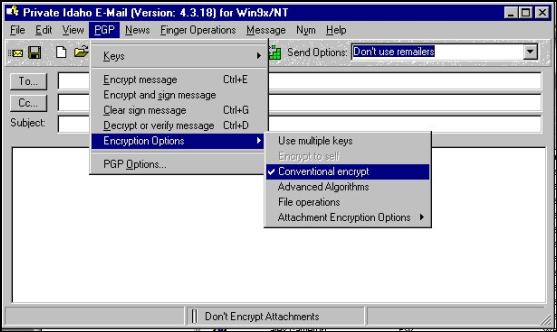 Private Idaho E-Mail (Version: 4.3.18) for Win9x/NT
File Edit View PGP News Finger Operations Message Nym Help
Send Options: Don't use remailers
Keys
To...
Encrypt message Ctrl+E
Encrypt and sign message
Cc...
Clear sign message Ctrl+G
Subject:
Decrypt or verify message Ctrl+D
Encryption Options
PGP Options...
Use multiple keys
Encrypt to self
Conventional encrypt
Advanced Algorithms
File operations
Attachment Encryption Options
Don't Encrypt Attachments